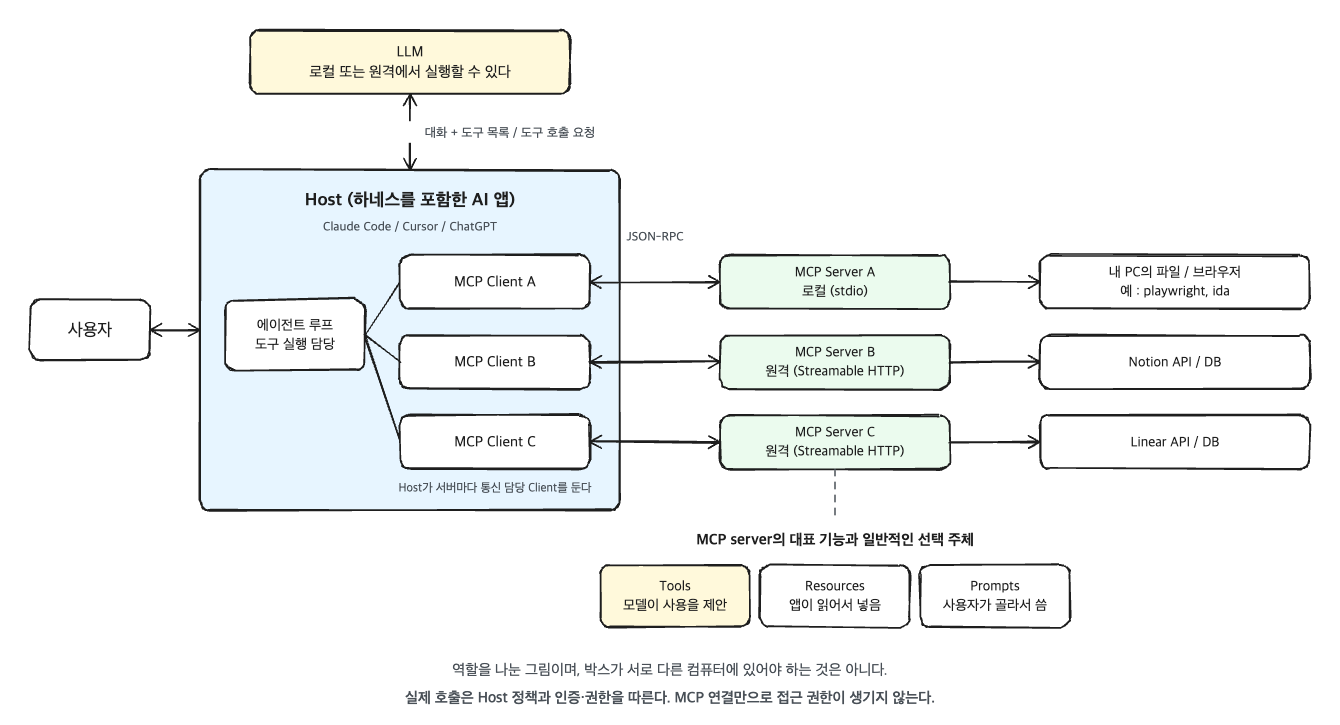 LLM
로컬 또는 원격에서 실행할 수 있다
대화 + 도구 목록 / 도구 호출 요청
Host (하네스를 포함한 AI 앱)
Claude Code / Cursor / ChatGPT
JSON-RPC
사용자
에이전트 루프
도구 실행 담당
MCP Client A
MCP Server A
로컬 (stdio)
내 PC의 파일 / 브라우저
예 : playwright, ida
MCP Client B
MCP Server B
원격 (Streamable HTTP)
Notion API / DB
MCP Client C
MCP Server C
원격 (Streamable HTTP)
Linear API / DB
Host가 서버마다 통신 담당 Client를 둔다
MCP server의 대표 기능과 일반적인 선택 주체
Tools
모델이 사용을 제안
Resources
앱이 읽어서 넣음
Prompts
사용자가 골라서 씀
역할을 나눈 그림이며, 박스가 서로 다른 컴퓨터에 있어야 하는 것은 아니다.
실제 호출은 Host 정책과 인증·권한을 따른다. MCP 연결만으로 접근 권한이 생기지 않는다.